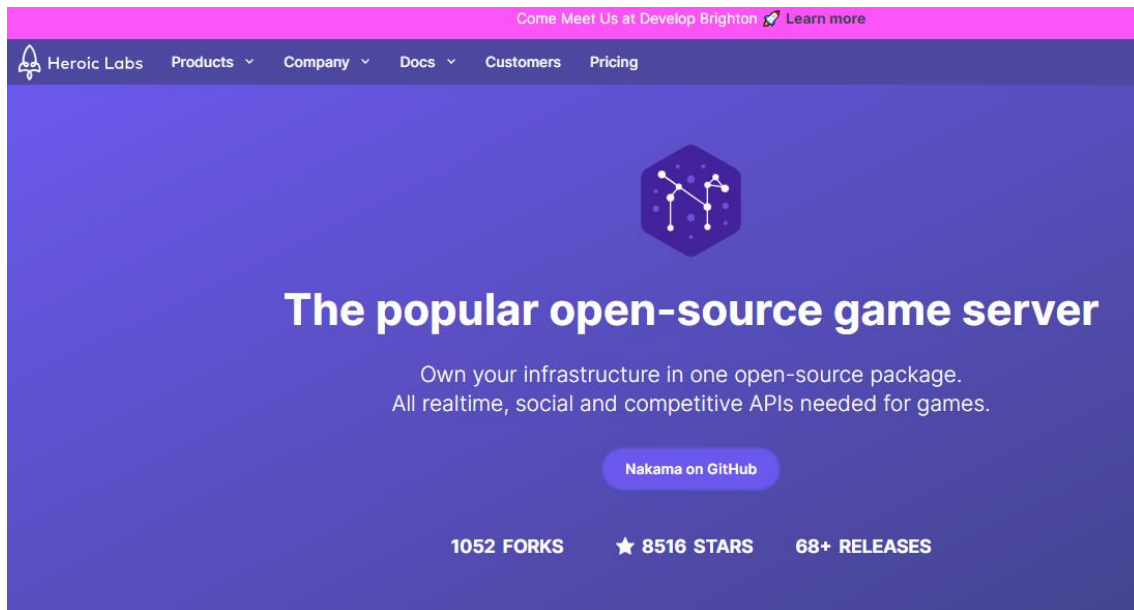 Come Meet Us at Develop Brighton 🚀 Learn more
Heroic Labs Products Company Docs Customers Pricing
The popular open-source game server
Own your infrastructure in one open-source package.
All realtime, social and competitive APIs needed for games.
Nakama on GitHub
1052 FORKS ★ 8516 STARS 68+ RELEASES